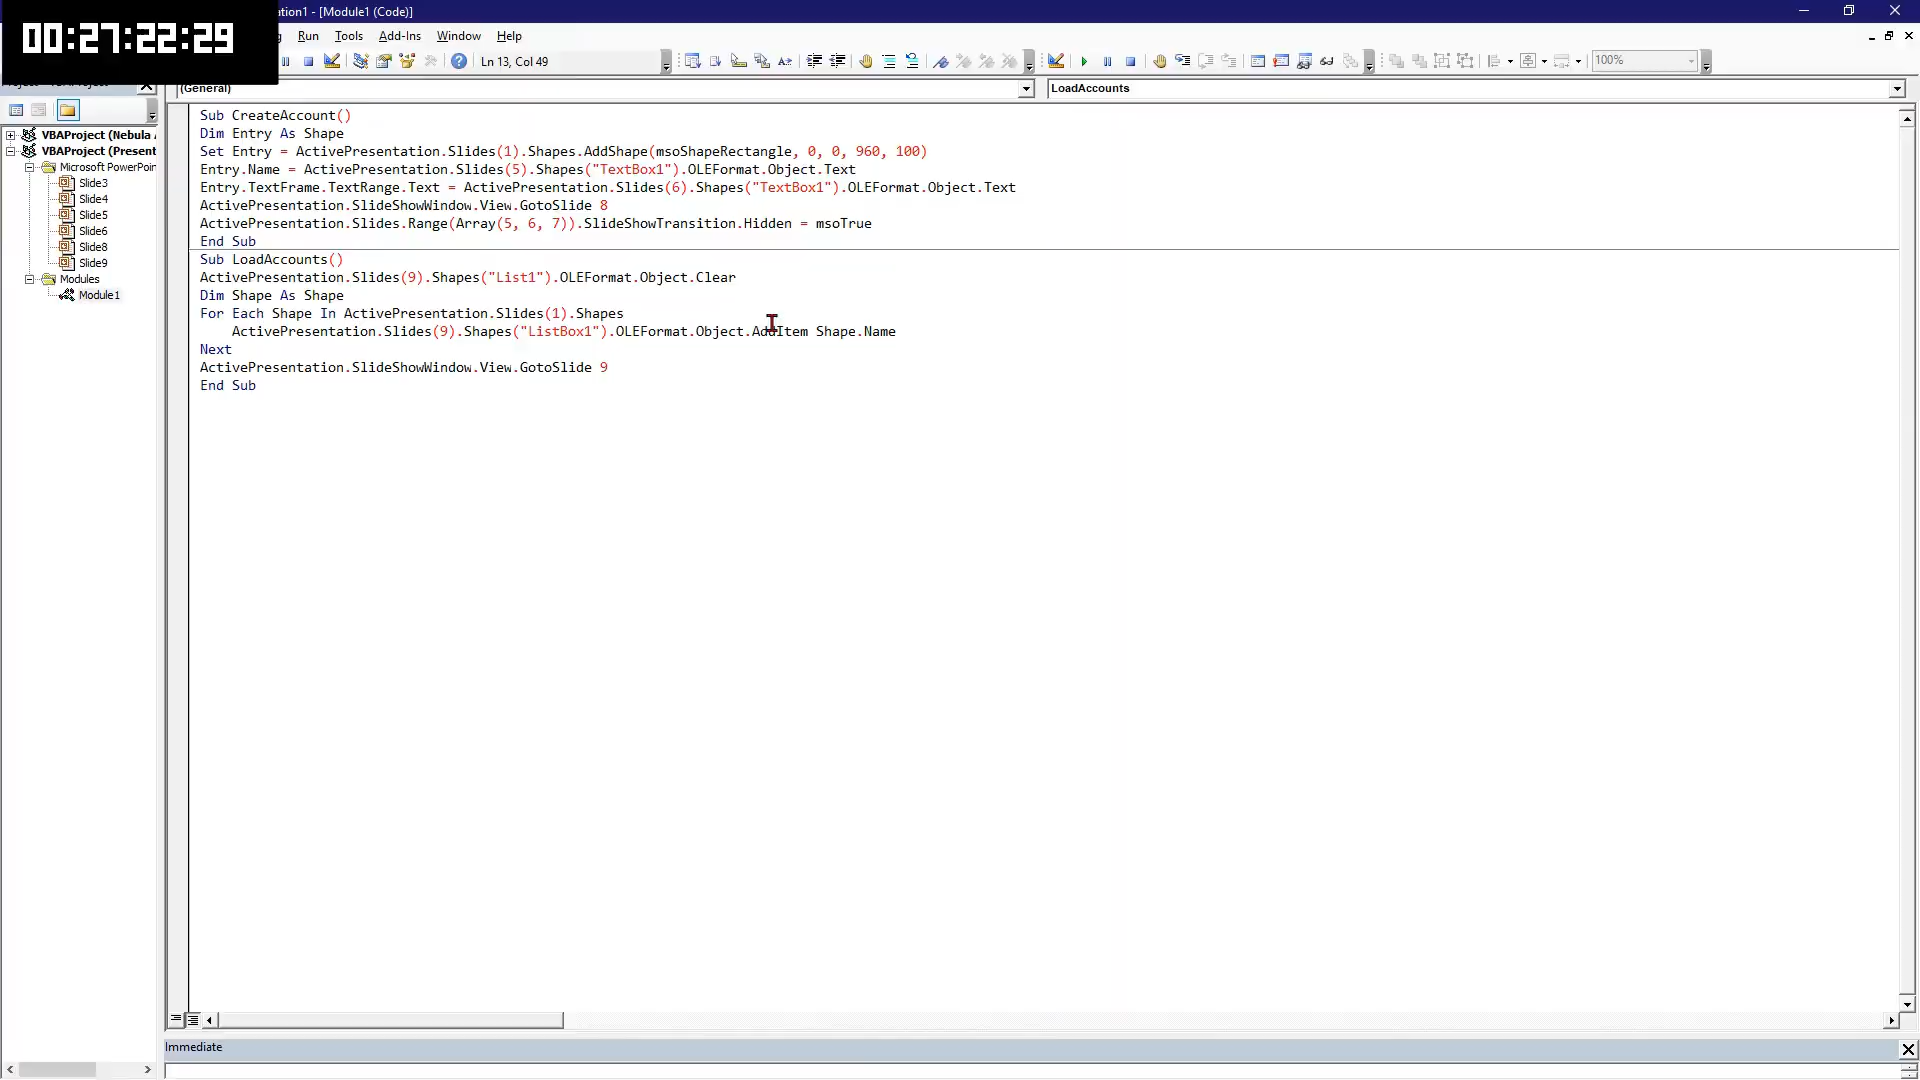 00:27:22:29
ation1 - [Module1 (Code)]
Run Tools Add-Ins Window Help
Ln 13, Col 49
100%
(General)
LoadAccounts
VBAProject (Nebula
VBAProject (Present
Microsoft PowerPoin
Slide3
Slide4
Slide5
Slide6
Slide8
Slide9
Modules
Module1
Sub CreateAccount()
Dim Entry As Shape
Set Entry = ActivePresentation.Slides(1).Shapes.AddShape(msoShapeRectangle, 0, 0, 960, 100)
Entry.Name = ActivePresentation.Slides(5).Shapes("TextBox1").OLEFormat.Object.Text
Entry.TextFrame.TextRange.Text = ActivePresentation.Slides(6).Shapes("TextBox1").OLEFormat.Object.Text
ActivePresentation.SlideShowWindow.View.GotoSlide 8
ActivePresentation.Slides.Range(Array(5, 6, 7)).SlideShowTransition.Hidden = msoTrue
End Sub
Sub LoadAccounts()
ActivePresentation.Slides(9).Shapes("List1").OLEFormat.Object.Clear
Dim Shape As Shape
For Each Shape In ActivePresentation.Slides(1).Shapes
ActivePresentation.Slides(9).Shapes("ListBox1").OLEFormat.Object.AddItem Shape.Name
Next
ActivePresentation.SlideShowWindow.View.GotoSlide 9
End Sub
Immediate